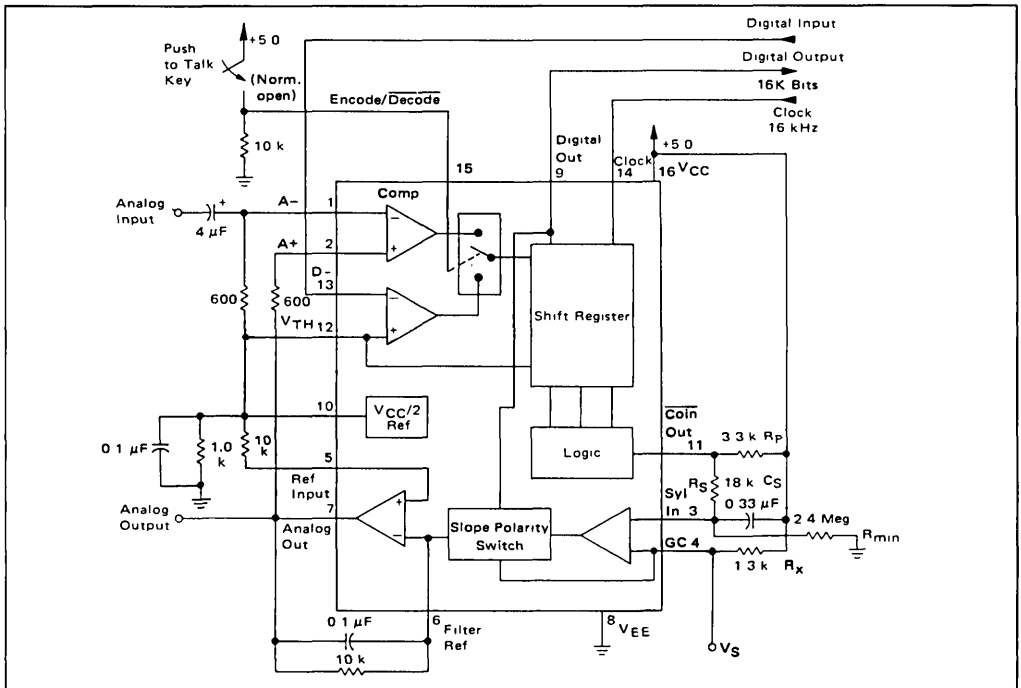 Digital Input
+5 0
Push
to Talk
Key
(Norm.
open)
Digital Output
16K Bits
Encode/Decode
Clock
16 kHz
10 k
Digital
Out
+5 0
15
9
Clock
14
16 VCC
Comp
Analog
Input
A-
1
+
4 µF
A+
2
D-
13
600
600
VTH
12
Shift Register
10
VCC/2
Ref
Coin
Out
11
3 3 k RP
0 1 µF
1.0
k
10
k
5
Ref
Input
Logic
RS
18 k
CS
0 33 µF
Syl
In 3
2 4 Meg
Rmin
Analog
Output
7
Analog
Out
Slope Polarity
Switch
GC 4
1 3 k
Rx
6
Filter
Ref
0 1 µF
10 k
8 VEE
VS